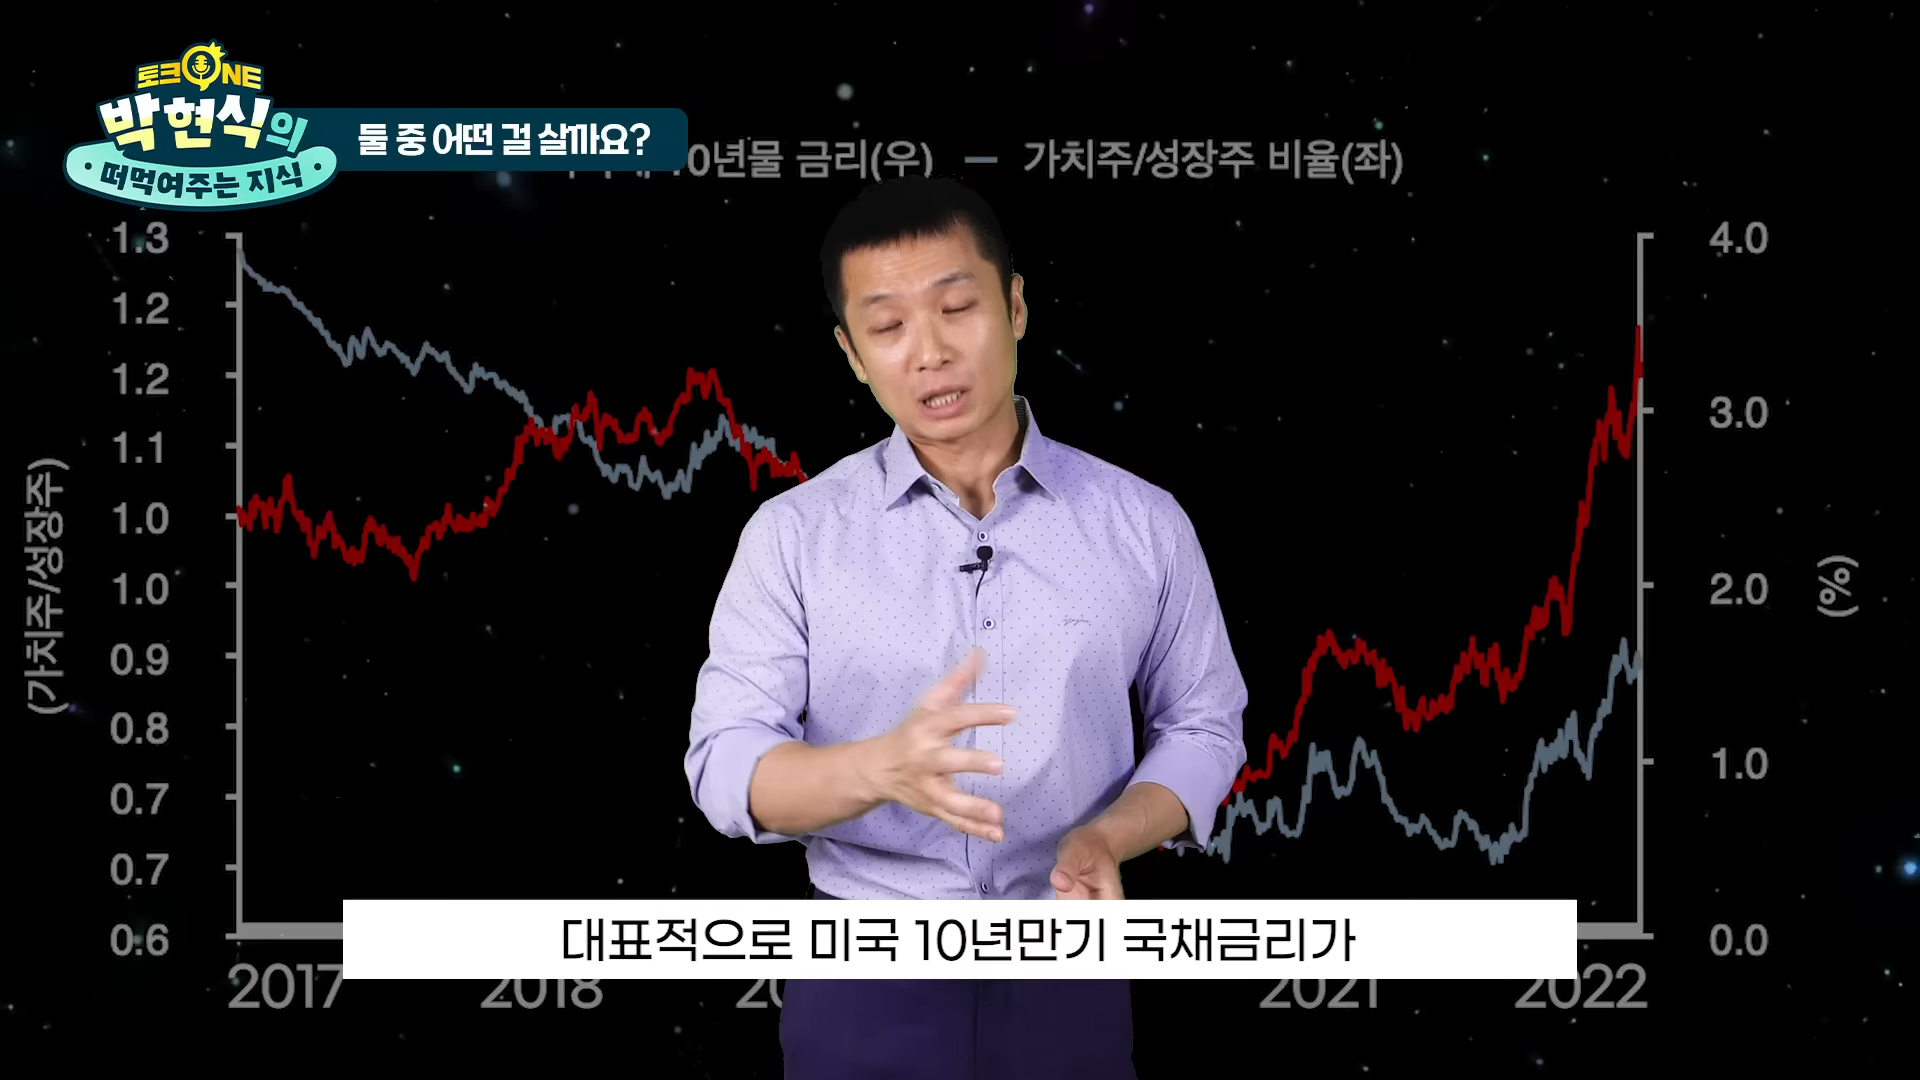 토크ONE
박현식의
떠먹여주는 지식
둘 중 어떤 걸 살까요?
10년물 금리(우)
가치주/성장주 비율(좌)
(가치주/성장주)
1.3
1.2
1.2
1.1
1.0
1.0
0.9
0.8
0.7
0.7
0.6
4.0
3.0
2.0
1.0
0.0
(%)
대표적으로 미국 10년만기 국채금리가
2017
2018
2021
2022